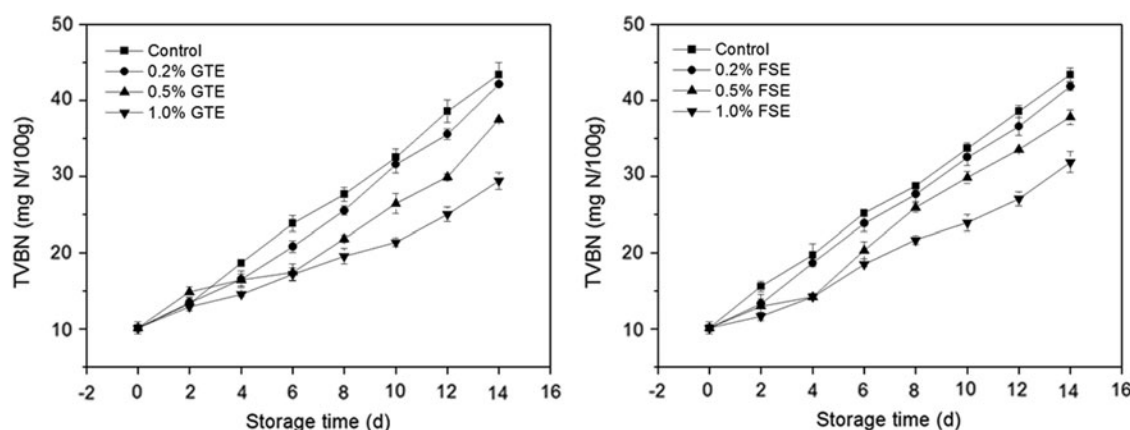 50
40
30
20
10
TVBN (mg N/100g)
Control
0.2% GTE
0.5% GTE
1.0% GTE
-2 0 2 4 6 8 10 12 14 16
Storage time (d)
50
40
30
20
10
TVBN (mg N/100g)
Control
0.2% FSE
0.5% FSE
1.0% FSE
-2 0 2 4 6 8 10 12 14 16
Storage time (d)